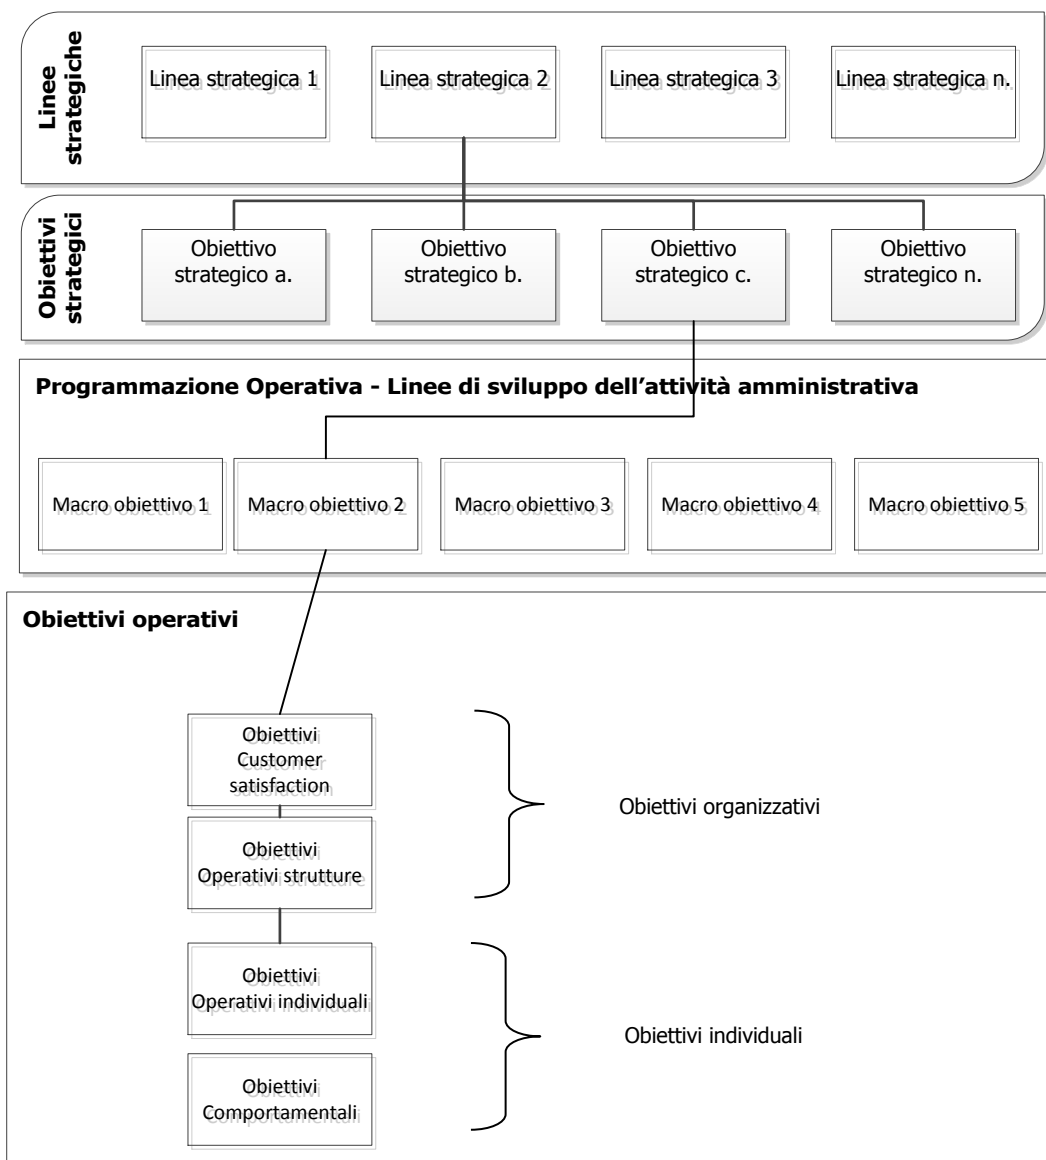 Linee
strategiche
Linea strategica 1
Linea strategica 2
Linea strategica 3
Linea strategica n.
Obiettivi
strategici
Obiettivo
strategico a.
Obiettivo
strategico b.
Obiettivo
strategico c.
Obiettivo
strategico n.
Programmazione Operativa - Linee di sviluppo dell’attività amministrativa
Macro obiettivo 1
Macro obiettivo 2
Macro obiettivo 3
Macro obiettivo 4
Macro obiettivo 5
Obiettivi operativi
Obiettivi
Customer
satisfaction
Obiettivi
Operativi strutture
Obiettivi organizzativi
Obiettivi
Operativi individuali
Obiettivi
Comportamentali
Obiettivi individuali